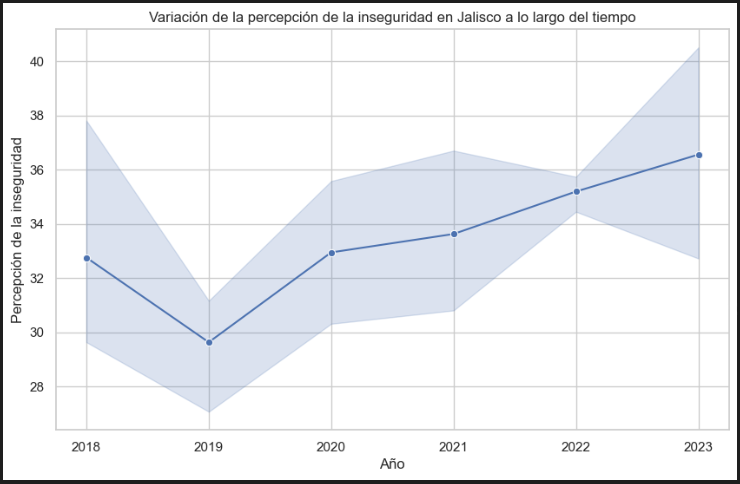 Variación de la percepción de la inseguridad en Jalisco a lo largo del tiempo
Percepción de la inseguridad
40
38
36
34
32
30
28
2018 2019 2020 2021 2022 2023
Año